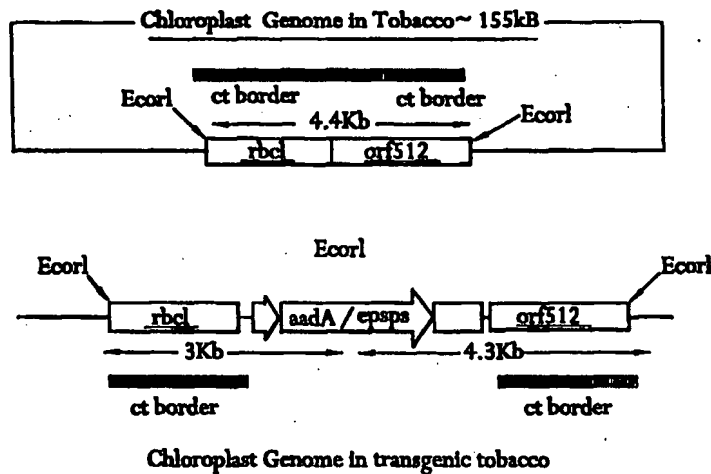 Chloroplast Genome in Tobacco~ 155kB
ct border ct border
Ecorl Ecorl
4.4Kb
rbcl orf512
Ecorl
Ecorl Ecorl
rbcl aadA / epsps orf512
3Kb 4.3Kb
ct border ct border
Chloroplast Genome in transgenic tobacco